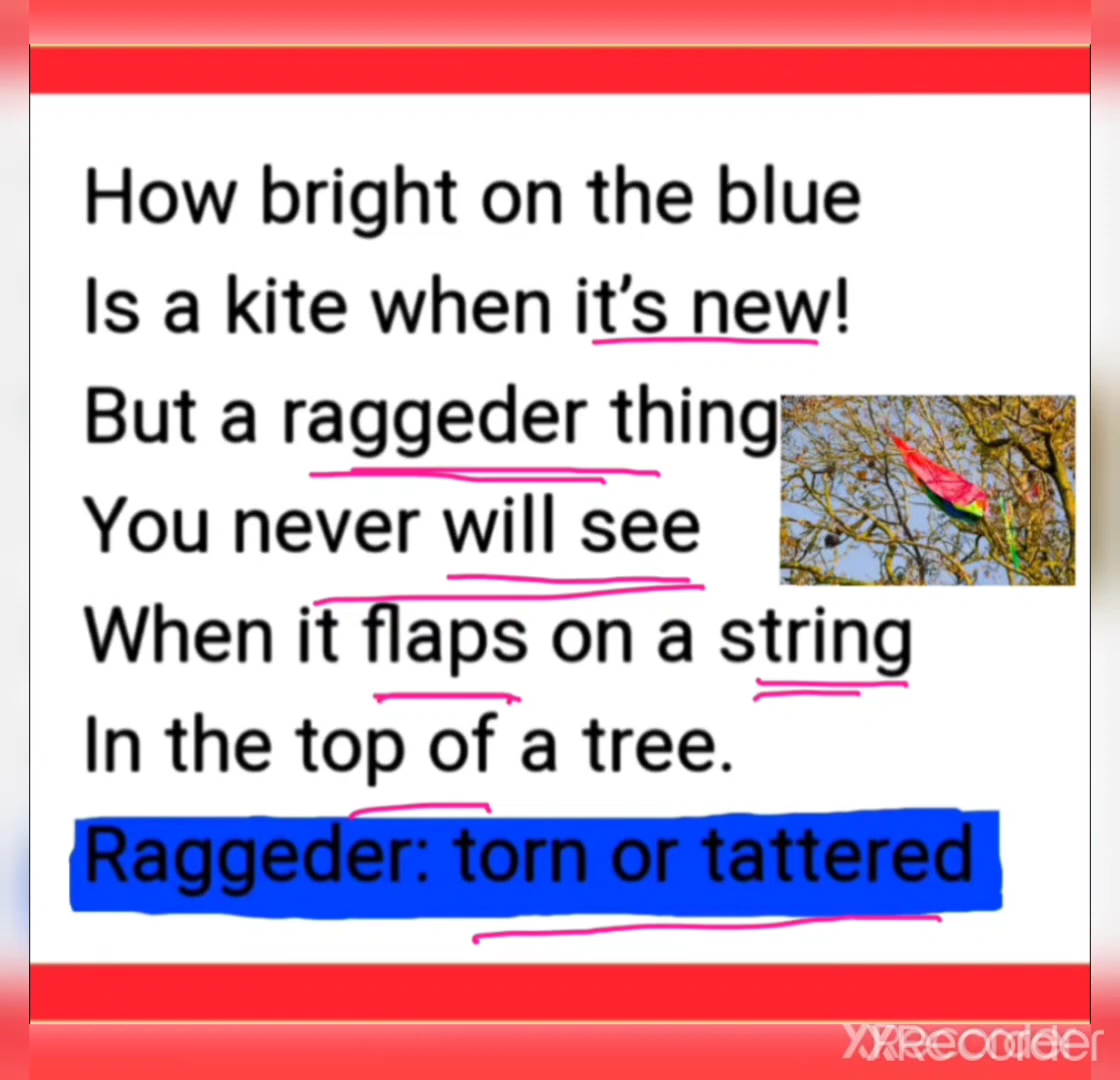 How bright on the blue
Is a kite when it's new!
But a raggeder thing
You never will see
When it flaps on a string
In the top of a tree.
Raggeder: torn or tattered
XRecorder